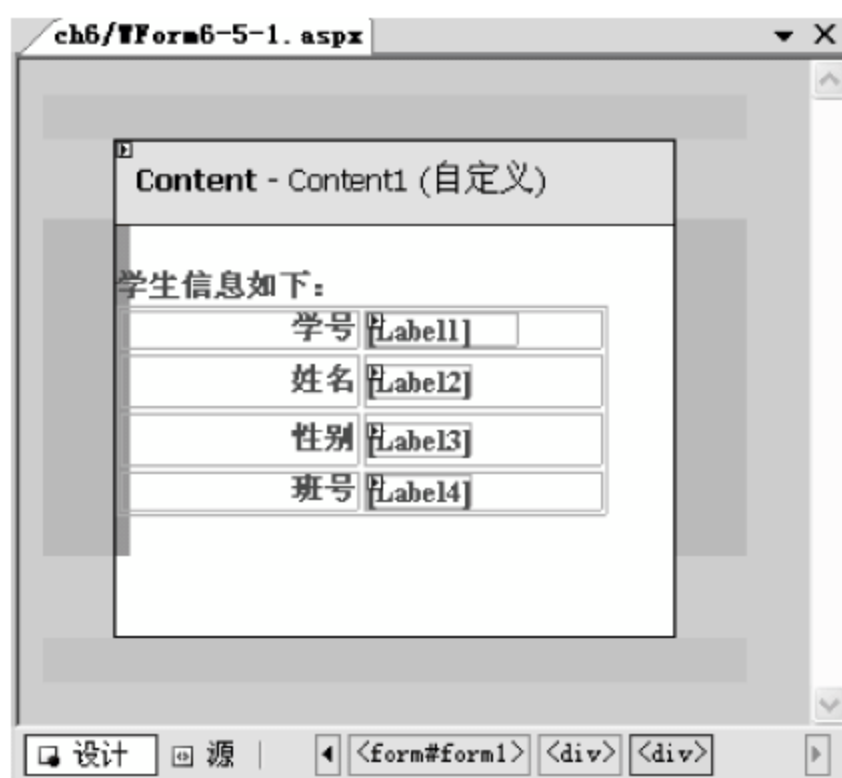 ch6/WForm6-5-1.aspx
Content - Content1 (自定义)
学生信息如下：
学号 [Label1]
姓名 [Label2]
性别 [Label3]
班号 [Label4]
设计 源 <form#form1> <div> <div>